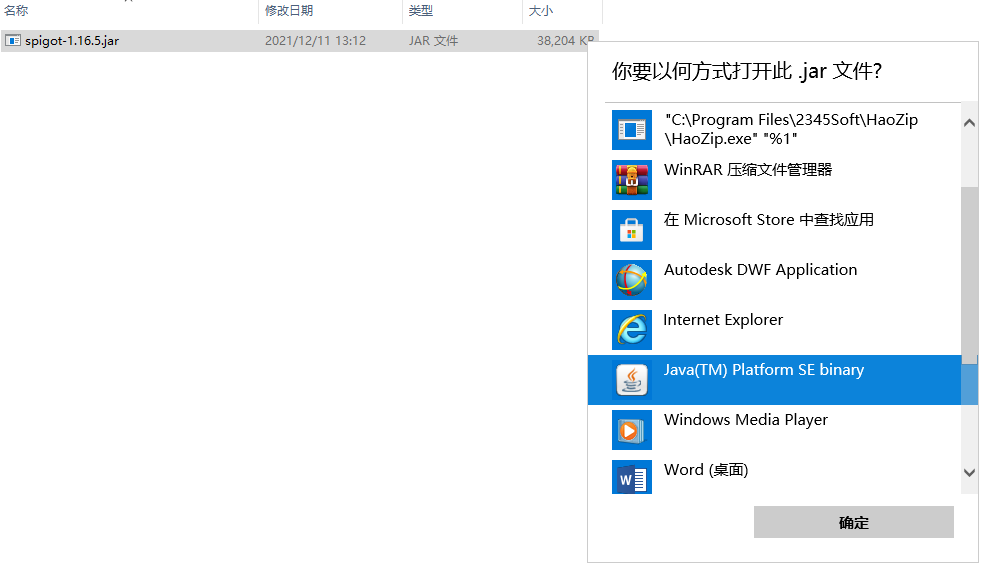 名称 修改日期 类型 大小
spigot-1.16.5.jar 2021/12/11 13:12 JAR 文件 38,204 KB
你要以何方式打开此 .jar 文件?
"C:\Program Files\2345Soft\HaoZip
\HaoZip.exe" "%1"
WinRAR 压缩文件管理器
在 Microsoft Store 中查找应用
Autodesk DWF Application
Internet Explorer
Java(TM) Platform SE binary
Windows Media Player
Word (桌面)
确定